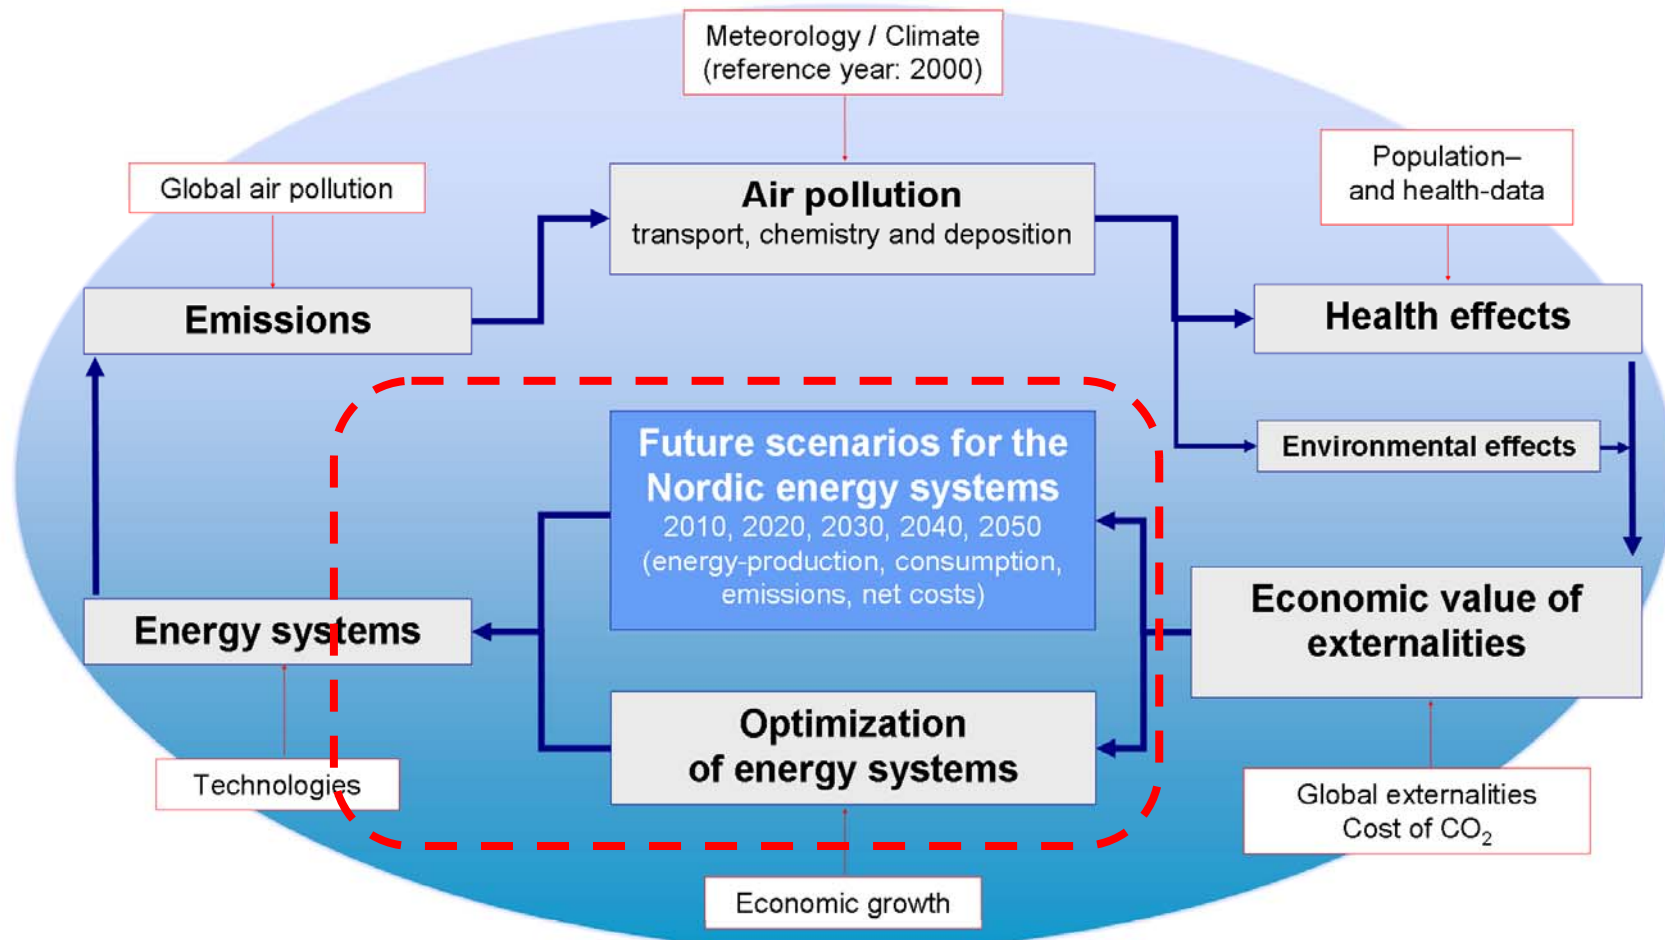 Meteorology / Climate
(reference year: 2000)
Population–
and health-data
Global air pollution
Air pollution
transport, chemistry and deposition
Emissions
Health effects
Future scenarios for the
Nordic energy systems
2010, 2020, 2030, 2040, 2050
(energy-production, consumption,
emissions, net costs)
Environmental effects
Energy systems
Economic value of
externalities
Optimization
of energy systems
Technologies
Global externalities
Cost of CO₂
Economic growth